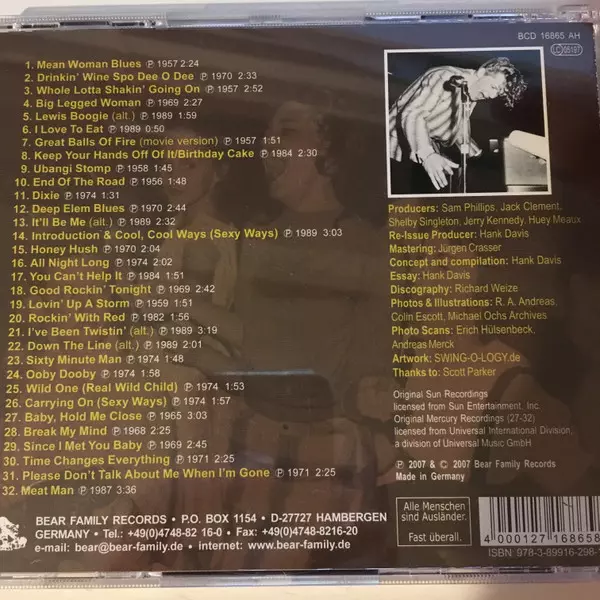 BCD 16865 AH
LC 05197
1. Mean Woman Blues ℗ 1957 2:24
2. Drinkin' Wine Spo Dee O Dee ℗ 1970 2:33
3. Whole Lotta Shakin' Going On ℗ 1957 2:52
4. Big Legged Woman ℗ 1969 2:27
5. Lewis Boogie (alt.) ℗ 1989 1:59
6. I Love To Eat ℗ 1989 0:50
7. Great Balls Of Fire (movie version) ℗ 1957 1:51
8. Keep Your Hands Off Of It/Birthday Cake ℗ 1984 2:30
9. Ubangi Stomp ℗ 1958 1:45
10. End Of The Road ℗ 1956 1:48
11. Dixie ℗ 1974 1:31
12. Deep Elem Blues ℗ 1970 2:44
13. It'll Be Me (alt.) ℗ 1989 2:32
14. Introduction & Cool, Cool Ways (Sexy Ways) ℗ 1989 3:03
15. Honey Hush ℗ 1970 2:04
16. All Night Long ℗ 1974 2:02
17. You Can't Help It ℗ 1984 1:51
18. Good Rockin' Tonight ℗ 1969 2:42
19. Lovin' Up A Storm ℗ 1959 1:51
20. Rockin' With Red ℗ 1982 1:56
21. I've Been Twistin' (alt.) ℗ 1989 3:19
22. Down The Line (alt.) ℗ 1989 2:01
23. Sixty Minute Man ℗ 1974 1:48
24. Ooby Dooby ℗ 1974 1:58
25. Wild One (Real Wild Child) ℗ 1974 1:53
26. Carrying On (Sexy Ways) ℗ 1974 1:57
27. Baby, Hold Me Close ℗ 1965 3:03
28. Break My Mind ℗ 1968 2:25
29. Since I Met You Baby ℗ 1969 2:45
30. Time Changes Everything ℗ 1971 2:25
31. Please Don't Talk About Me When I'm Gone ℗ 1971 2:25
32. Meat Man ℗ 1987 3:36
Producers: Sam Phillips, Jack Clement,
Shelby Singleton, Jerry Kennedy, Huey Meaux
Re-Issue Producer: Hank Davis
Mastering: Jürgen Crasser
Concept and compilation: Hank Davis
Essay: Hank Davis
Discography: Richard Weize
Photos & Illustrations: R. A. Andreas,
Colin Escott, Michael Ochs Archives
Photo Scans: Erich Hülsenbeck,
Andreas Merck
Artwork: SWING-O-LOGY.de
Thanks to: Scott Parker
Original Sun Recordings
licensed from Sun Entertainment, Inc.
Original Mercury Recordings (27-32)
licensed from Universal International Division,
a division of Universal Music GmbH
℗ 2007 & © 2007 Bear Family Records
Made in Germany
BEAR FAMILY RECORDS • P.O. BOX 1154 • D-27727 HAMBERGEN
GERMANY • Tel.: +49(0)4748-82 16-0 • Fax: +49(0)4748-8216-20
e-mail: bear@bear-family.de • internet: www.bear-family.de
Alle Menschen
sind Ausländer.
Fast überall.
4 000127 168658
ISBN: 978-3-89916-298-